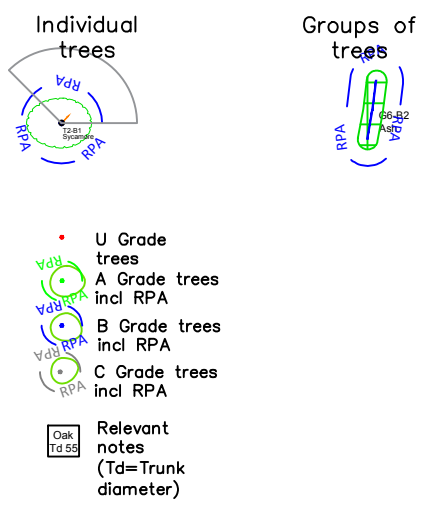 Individual
trees
RPA
RPA
RPA
T2-B1
Sycamore
Groups of
trees
RPA
G6-B2
Ash
RPA
RPA
U Grade
trees
RPA
RPA
A Grade trees
incl RPA
RPA
RPA
B Grade trees
incl RPA
RPA
RPA
C Grade trees
incl RPA
Oak
Td 55
Relevant
notes
(Td=Trunk
diameter)